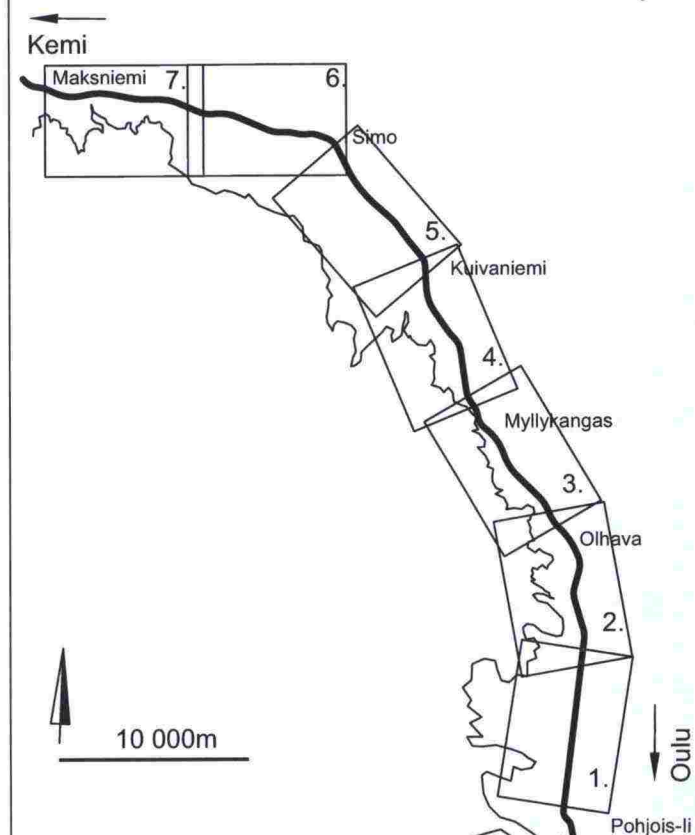 Kemi
Maksniemi
7.
6.
Simo
5.
Kuivaniemi
4.
Myllykangas
3.
Olhava
2.
10 000m
1.
Oulu
Pohjois-Ii